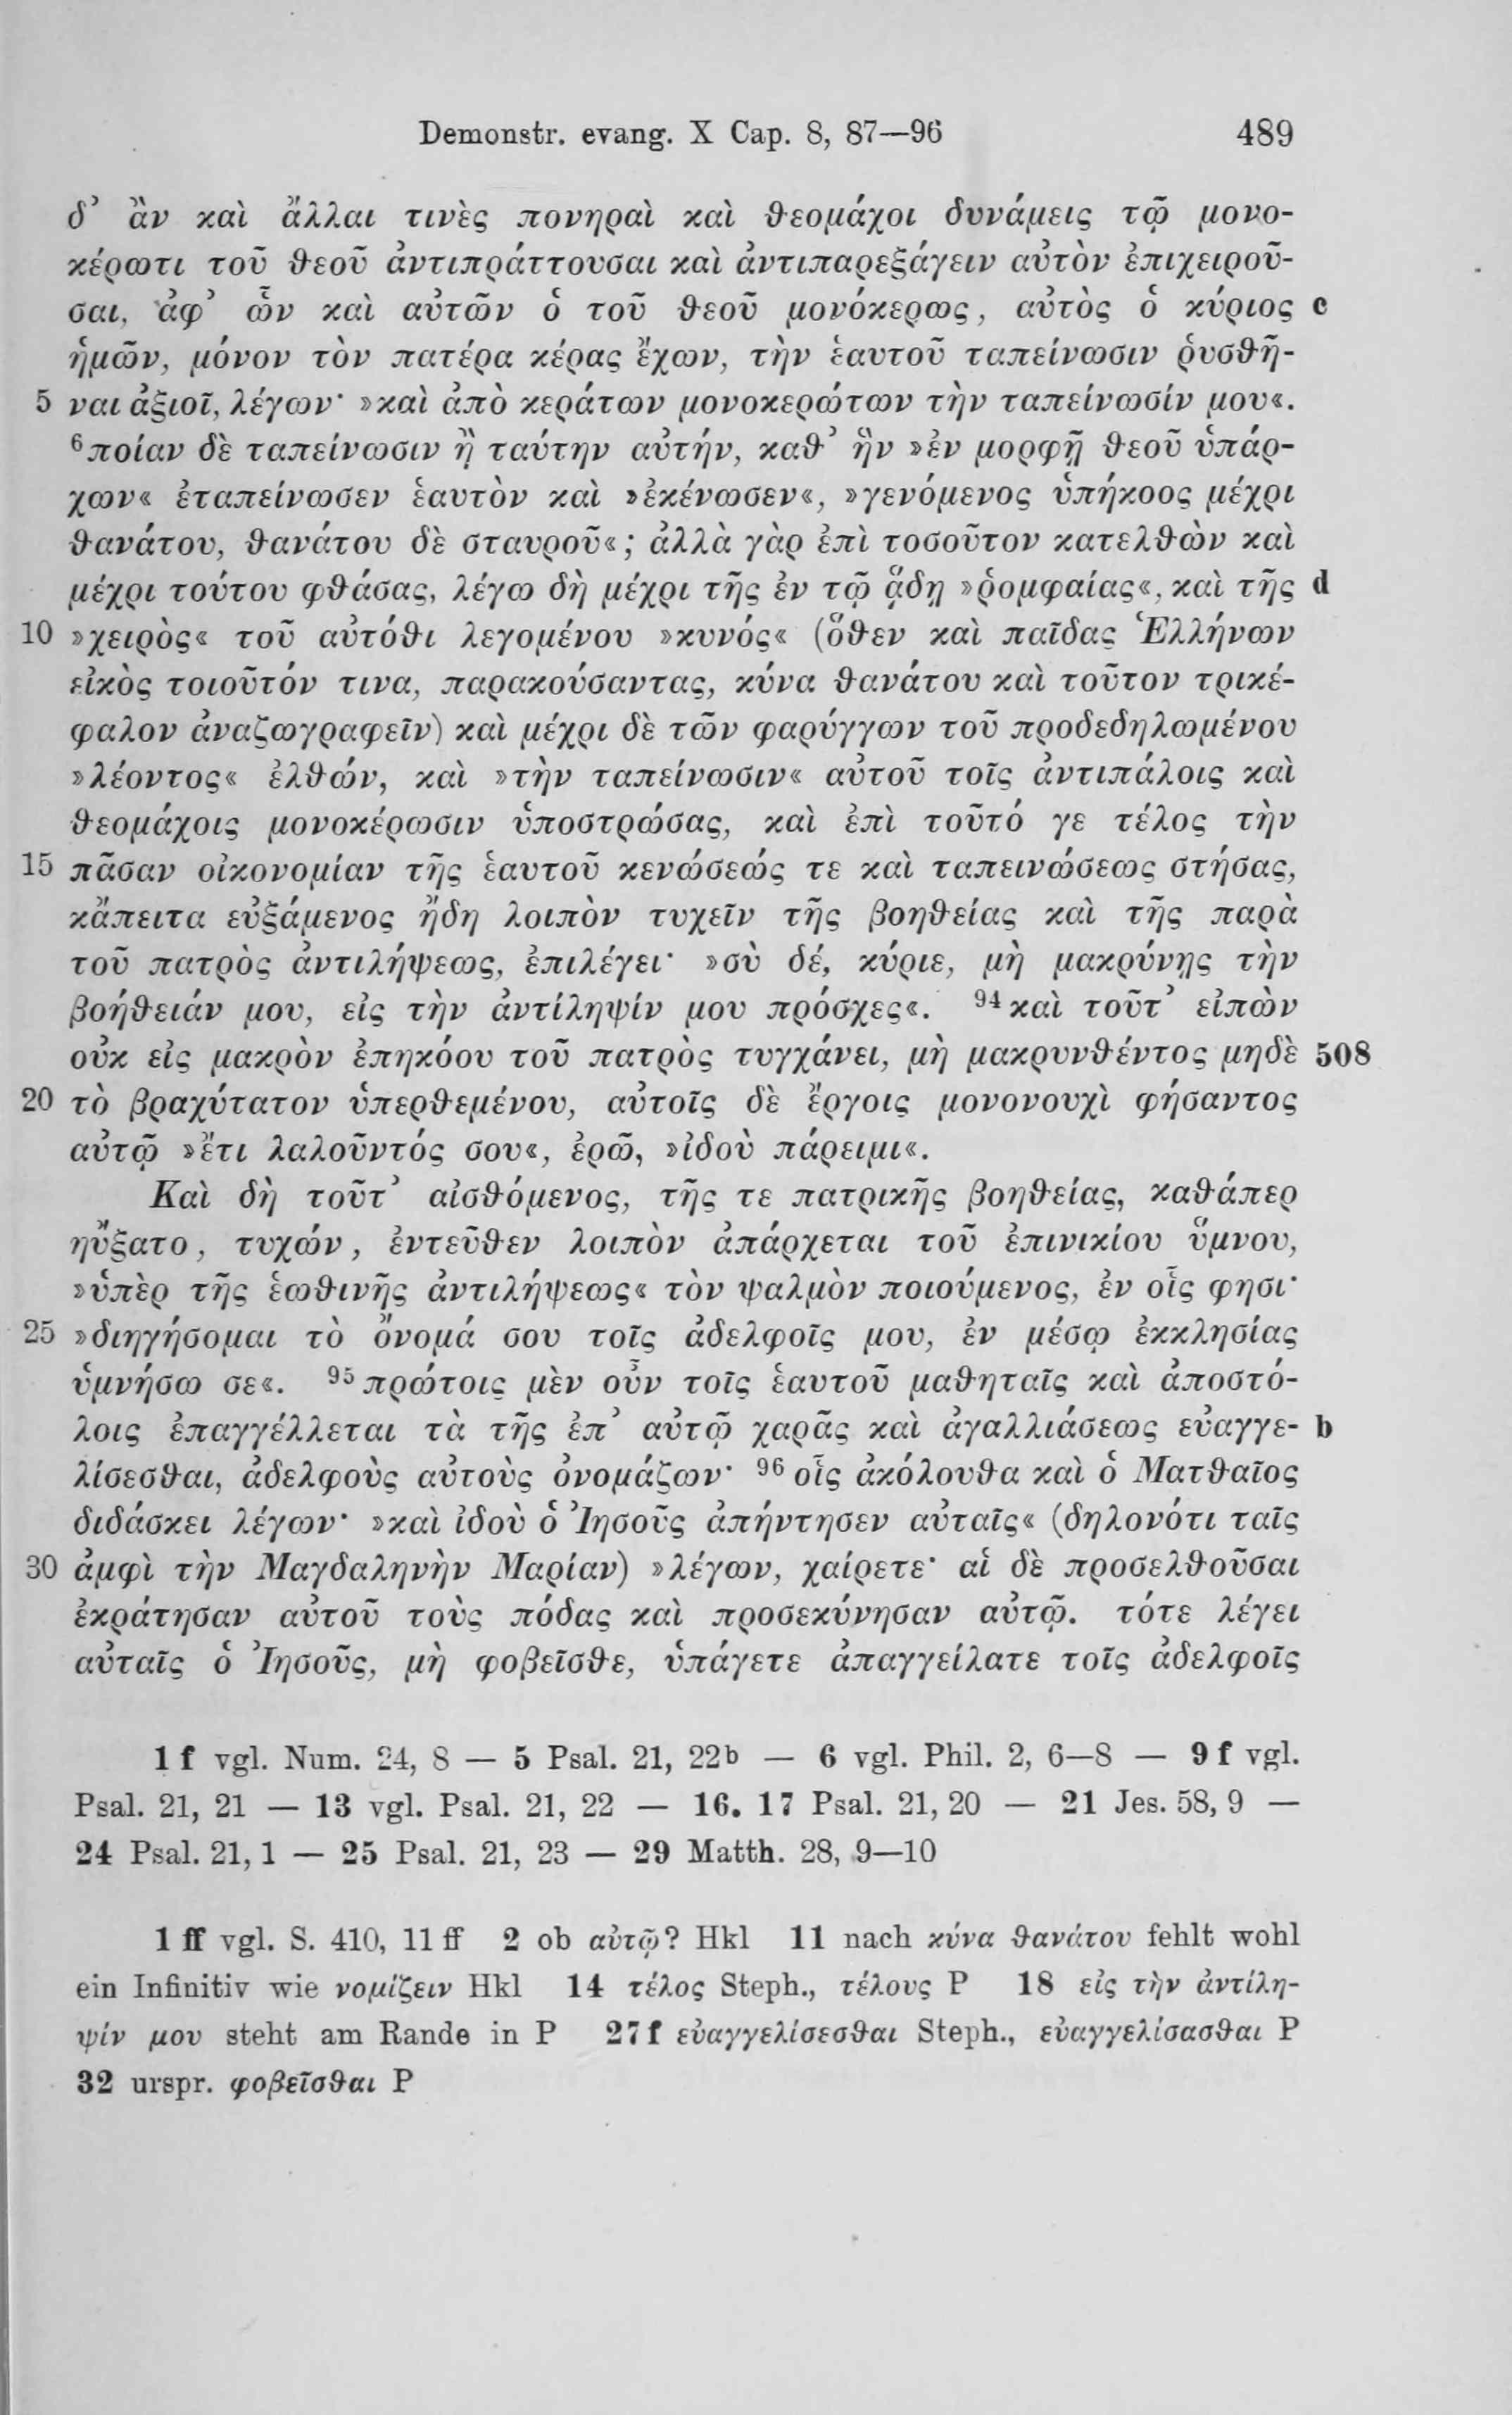 Demonstr. evang. X Cap. 8, 87—96 489
δ’ ἂν καὶ ἄλλαι τινὲς πονηραὶ καὶ θεομάχοι δυνάμεις τῷ μονο-
κέρωτι τοῦ θεοῦ ἀντιπράττουσαι καὶ ἀντιπαρεξάγειν αὐτὸν ἐπιχειροῦ-
σαι, ἀφ’ ὧν καὶ αὐτῶν ὁ τοῦ θεοῦ μονόκερως, αὐτὸς ὁ κύριος c
ἡμῶν, μόνον τὸν πατέρα κέρας ἔχων, τὴν ἑαυτοῦ ταπείνωσιν ῥυσθῆ-
5 ναι ἀξιοῖ, λέγων· »καὶ ἀπὸ κεράτων μονοκερώτων τὴν ταπείνωσίν μου«.
⁶ποίαν δὲ ταπείνωσιν ἢ ταύτην αὐτήν, καθ’ ἣν »ἐν μορφῇ θεοῦ ὑπάρ-
χων« ἐταπείνωσεν ἑαυτὸν καὶ »ἐκένωσεν«, »γενόμενος ὑπήκοος μέχρι
θανάτου, θανάτου δὲ σταυροῦ«; ἀλλὰ γὰρ ἐπὶ τοσοῦτον κατελθὼν καὶ
μέχρι τούτου φθάσας, λέγω δὴ μέχρι τῆς ἐν τῷ ᾅδῃ »ῥομφαίας«, καὶ τῆς d
10 »χειρὸς« τοῦ αὐτόθι λεγομένου »κυνός« (ὅθεν καὶ παῖδας Ἑλλήνων
εἰκὸς τοιοῦτόν τινα, παρακούσαντας, κύνα θανάτου καὶ τοῦτον τρικέ-
φαλον ἀναζωγραφεῖν) καὶ μέχρι δὲ τῶν φαρύγγων τοῦ προδεδηλωμένου
»λέοντος« ἐλθών, καὶ »τὴν ταπείνωσιν« αὐτοῦ τοῖς ἀντιπάλοις καὶ
θεομάχοις μονοκέρωσιν ὑποστρώσας, καὶ ἐπὶ τοῦτό γε τέλος τὴν
15 πᾶσαν οἰκονομίαν τῆς ἑαυτοῦ κενώσεώς τε καὶ ταπεινώσεως στήσας,
κἄπειτα εὐξάμενος ἤδη λοιπὸν τυχεῖν τῆς βοηθείας καὶ τῆς παρὰ
τοῦ πατρὸς ἀντιλήψεως, ἐπιλέγει· »σὺ δέ, κύριε, μὴ μακρύνῃς τὴν
βοήθειάν μου, εἰς τὴν ἀντίληψίν μου πρόσχες«. ⁹⁴καὶ τοῦτ’ εἰπὼν
οὐκ εἰς μακρὸν ἐπηκόου τοῦ πατρὸς τυγχάνει, μὴ μακρυνθέντος μηδὲ 508
20 τὸ βραχύτατον ὑπερθεμένου, αὐτοῖς δὲ ἔργοις μονονουχὶ φήσαντος
αὐτῷ »ἔτι λαλοῦντός σου«, ἐρῶ, »ἰδοὺ πάρειμι«.
Καὶ δὴ τοῦτ’ αἰσθόμενος, τῆς τε πατρικῆς βοηθείας, καθάπερ
ηὔξατο, τυχών, ἐντεῦθεν λοιπὸν ἀπάρχεται τοῦ ἐπινικίου ὕμνου,
»ὑπὲρ τῆς ἑωθινῆς ἀντιλήψεως« τὸν ψαλμὸν ποιούμενος, ἐν οἷς φησι·
25 »διηγήσομαι τὸ ὄνομά σου τοῖς ἀδελφοῖς μου, ἐν μέσῳ ἐκκλησίας
ὑμνήσω σε«. ⁹⁵πρώτοις μὲν οὖν τοῖς ἑαυτοῦ μαθηταῖς καὶ ἀποστό-
λοις ἐπαγγέλλεται τὰ τῆς ἐπ’ αὐτῷ χαρᾶς καὶ ἀγαλλιάσεως εὐαγγε- b
λίσεσθαι, ἀδελφοὺς αὐτοὺς ὀνομάζων· ⁹⁶οἷς ἀκόλουθα καὶ ὁ Ματθαῖος
διδάσκει λέγων· »καὶ ἰδοὺ ὁ Ἰησοῦς ἀπήντησεν αὐταῖς« (δηλονότι ταῖς
30 ἀμφὶ τὴν Μαγδαληνὴν Μαρίαν) »λέγων, χαίρετε· αἱ δὲ προσελθοῦσαι
ἐκράτησαν αὐτοῦ τοὺς πόδας καὶ προσεκύνησαν αὐτῷ. τότε λέγει
αὐταῖς ὁ Ἰησοῦς, μὴ φοβεῖσθε, ὑπάγετε ἀπαγγείλατε τοῖς ἀδελφοῖς
1 f vgl. Num. 24, 8 — 5 Psal. 21, 22b — 6 vgl. Phil. 2, 6—8 — 9 f vgl.
Psal. 21, 21 — 13 vgl. Psal. 21, 22 — 16. 17 Psal. 21, 20 — 21 Jes. 58, 9 —
24 Psal. 21, 1 — 25 Psal. 21, 23 — 29 Matth. 28, 9—10
1 ff vgl. S. 410, 11 ff 2 ob αὐτῷ? Hkl 11 nach κύνα θανάτου fehlt wohl
ein Infinitiv wie νομίζειν Hkl 14 τέλος Steph., τέλους P 18 εἰς τὴν ἀντίλη-
ψίν μου steht am Rande in P 27 f εὐαγγελίσεσθαι Steph., εὐαγγελίσασθαι P
32 urspr. φοβεῖσθαι P